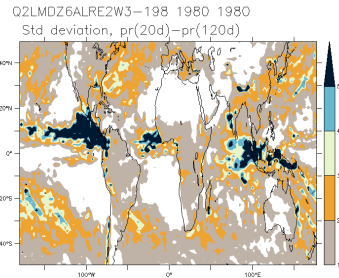 Q2LMDZ6ALRE2W3-198 1980 1980
Std deviation, pr(20d)-pr(120d)
40°N
20°N
0°
20°S
40°S
100°W 0° 100°E
5
4
3
2
1